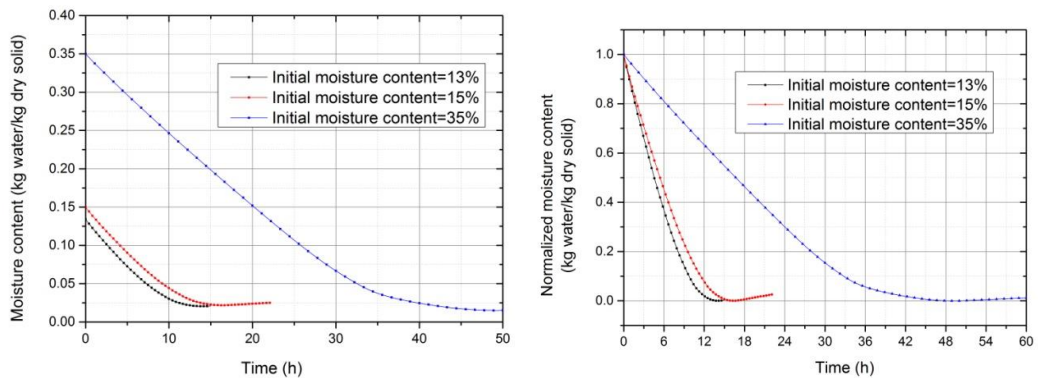 0.40
0.35
0.30
0.25
0.20
0.15
0.10
0.05
0.00
Moisture content (kg water/kg dry solid)
Initial moisture content=13%
Initial moisture content=15%
Initial moisture content=35%
0 10 20 30 40 50
Time (h)
1.0
0.8
0.6
0.4
0.2
0.0
Normalized moisture content
(kg water/kg dry solid)
Initial moisture content=13%
Initial moisture content=15%
Initial moisture content=35%
0 6 12 18 24 30 36 42 48 54 60
Time (h)